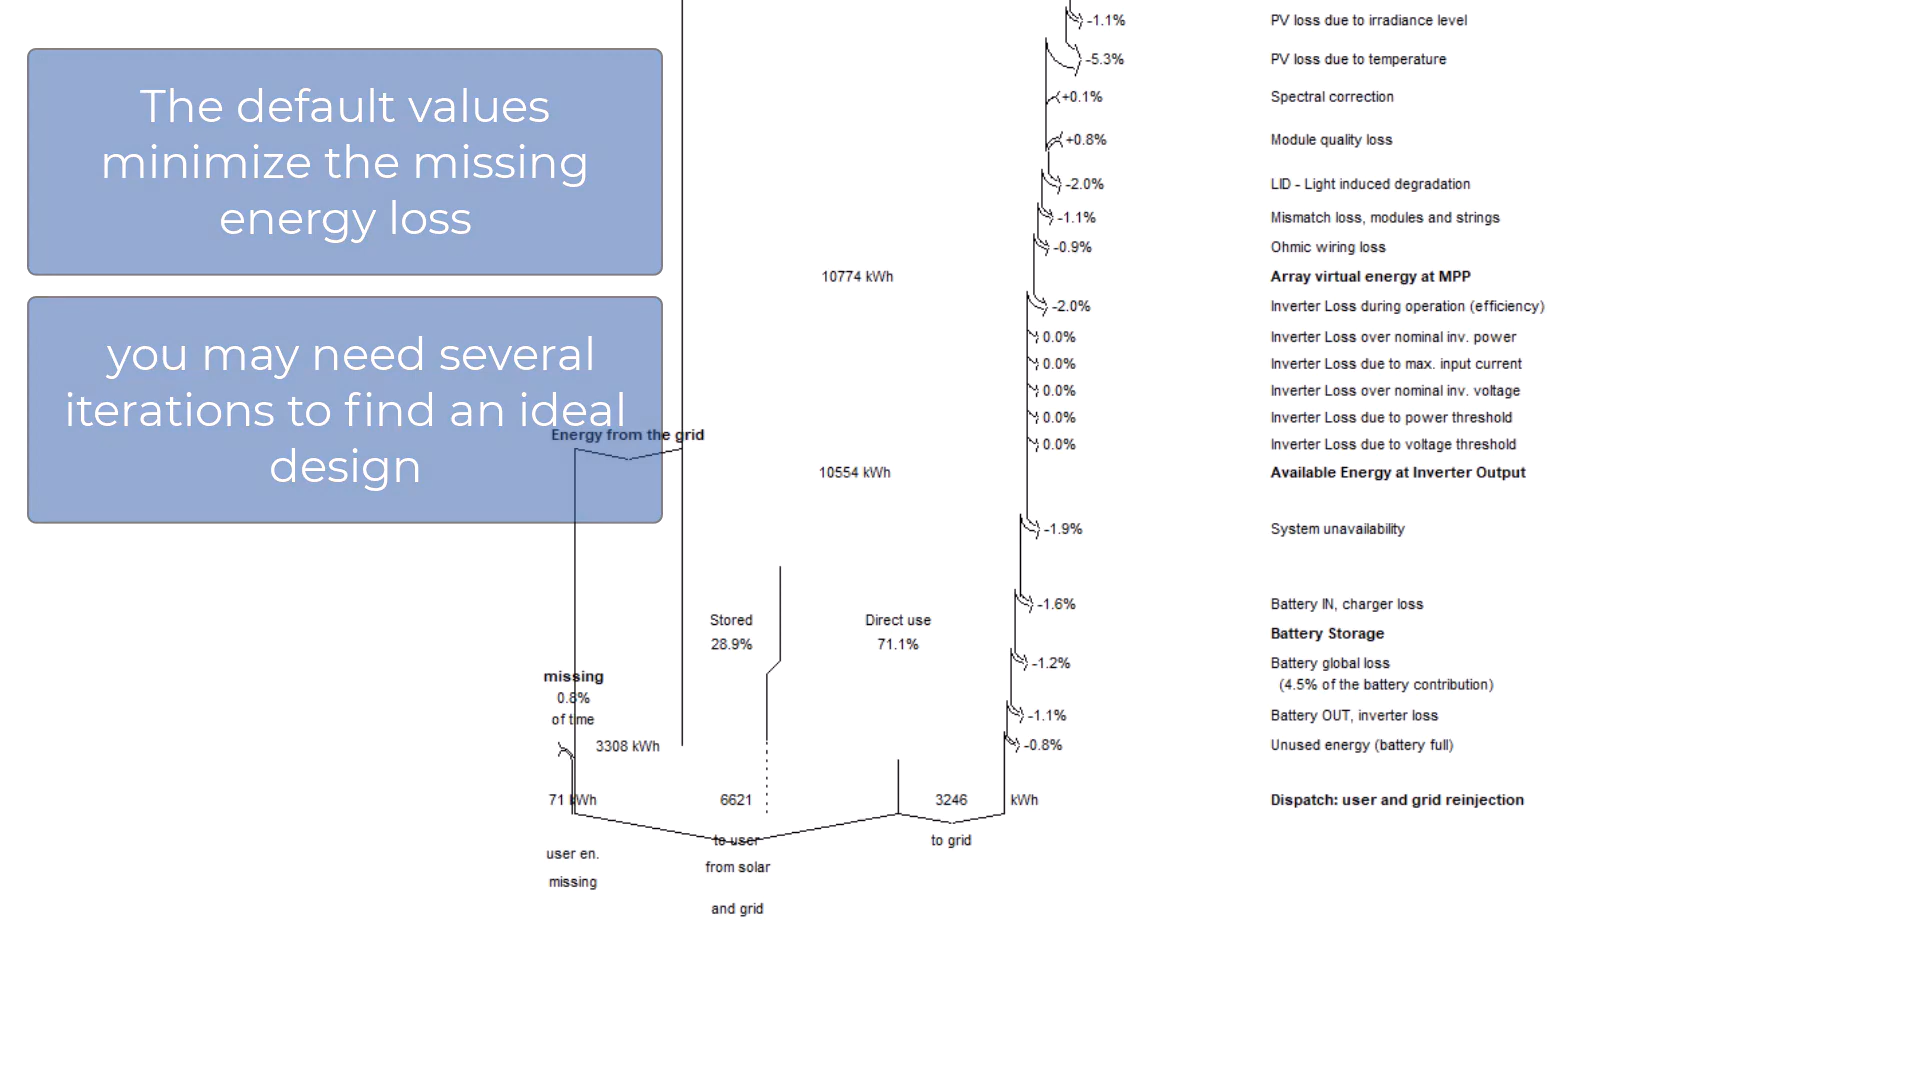 The default values
minimize the missing
energy loss
you may need several
iterations to find an ideal
design
-1.1% PV loss due to irradiance level
-5.3% PV loss due to temperature
+0.1% Spectral correction
+0.8% Module quality loss
-2.0% LID - Light induced degradation
-1.1% Mismatch loss, modules and strings
-0.9% Ohmic wiring loss
10774 kWh Array virtual energy at MPP
-2.0% Inverter Loss during operation (efficiency)
0.0% Inverter Loss over nominal inv. power
0.0% Inverter Loss due to max. input current
0.0% Inverter Loss over nominal inv. voltage
0.0% Inverter Loss due to power threshold
Energy from the grid
0.0% Inverter Loss due to voltage threshold
10554 kWh Available Energy at Inverter Output
-1.9% System unavailability
-1.6% Battery IN, charger loss
Stored Direct use
Battery Storage
28.9% 71.1%
-1.2% Battery global loss
missing (4.5% of the battery contribution)
0.8%
of time -1.1% Battery OUT, inverter loss
3308 kWh -0.8% Unused energy (battery full)
71 kWh 6621 3246 kWh Dispatch: user and grid reinjection
to user to grid
user en. from solar
missing
and grid